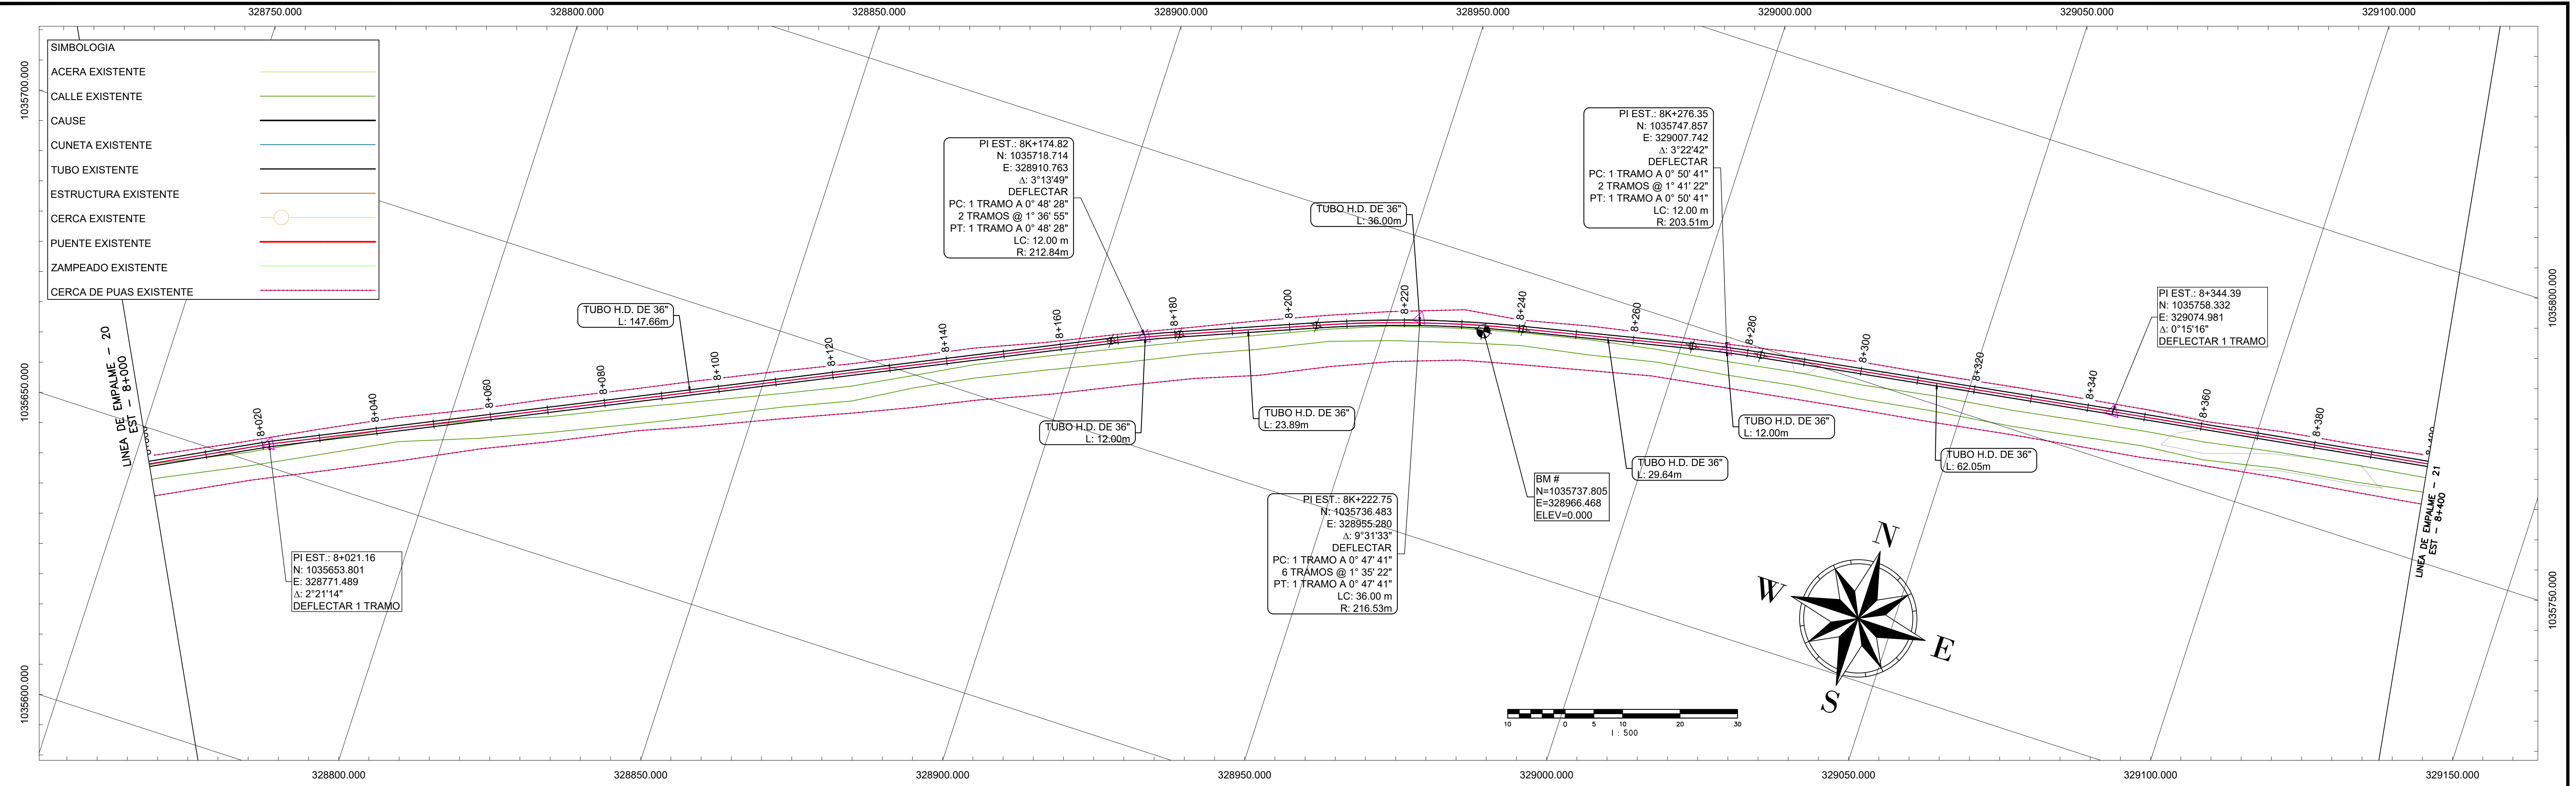 328750.000
328800.000
328850.000
328900.000
328950.000
329000.000
329050.000
329100.000
1035700.000
1035650.000
1035600.000
SIMBOLOGIA
ACERA EXISTENTE
CALLE EXISTENTE
CAUSE
CUNETA EXISTENTE
TUBO EXISTENTE
ESTRUCTURA EXISTENTE
CERCA EXISTENTE
PUENTE EXISTENTE
ZAMPEADO EXISTENTE
CERCA DE PUAS EXISTENTE
LINEA DE EMPALME - 20
EST - 8+000
8+020
8+040
8+060
8+080
8+100
8+120
8+140
8+160
8+180
8+200
8+220
8+240
8+260
8+280
8+300
8+320
8+340
8+360
8+380
PI EST.: 8+021.16
N: 1035653.801
E: 328771.489
Δ: 2°21'14"
DEFLECTAR 1 TRAMO
TUBO H.D. DE 36"
L: 147.66m
PI EST.: 8K+174.82
N: 1035718.714
E: 328910.763
Δ: 3°13'49"
DEFLECTAR
PC: 1 TRAMO A 0° 48' 28"
2 TRAMOS @ 1° 36' 55"
PT: 1 TRAMO A 0° 48' 28"
LC: 12.00 m
R: 212.84m
TUBO H.D. DE 36"
L: 12.00m
TUBO H.D. DE 36"
L: 23.89m
TUBO H.D. DE 36"
L: 36.00m
PI EST.: 8K+222.75
N: 1035736.483
E: 328955.280
Δ: 9°31'33"
DEFLECTAR
PC: 1 TRAMO A 0° 47' 41"
6 TRAMOS @ 1° 35' 22"
PT: 1 TRAMO A 0° 47' 41"
LC: 36.00 m
R: 216.53m
BM #
N=1035737.805
E=328966.468
ELEV=0.000
TUBO H.D. DE 36"
L: 29.64m
PI EST.: 8K+276.35
N: 1035747.857
E: 329007.742
Δ: 3°22'42"
DEFLECTAR
PC: 1 TRAMO A 0° 50' 41"
2 TRAMOS @ 1° 41' 22"
PT: 1 TRAMO A 0° 50' 41"
LC: 12.00 m
R: 203.51m
TUBO H.D. DE 36"
L: 12.00m
TUBO H.D. DE 36"
L: 62.05m
PI EST.: 8+344.39
N: 1035758.332
E: 329074.981
Δ: 0°15'16"
DEFLECTAR 1 TRAMO
LINEA DE EMPALME - 21
EST - 8+400
1035800.000
1035750.000
N
W
E
S
10 0 5 10 20 30
1 : 500
328800.000
328850.000
328900.000
328950.000
329000.000
329050.000
329100.000
329150.000